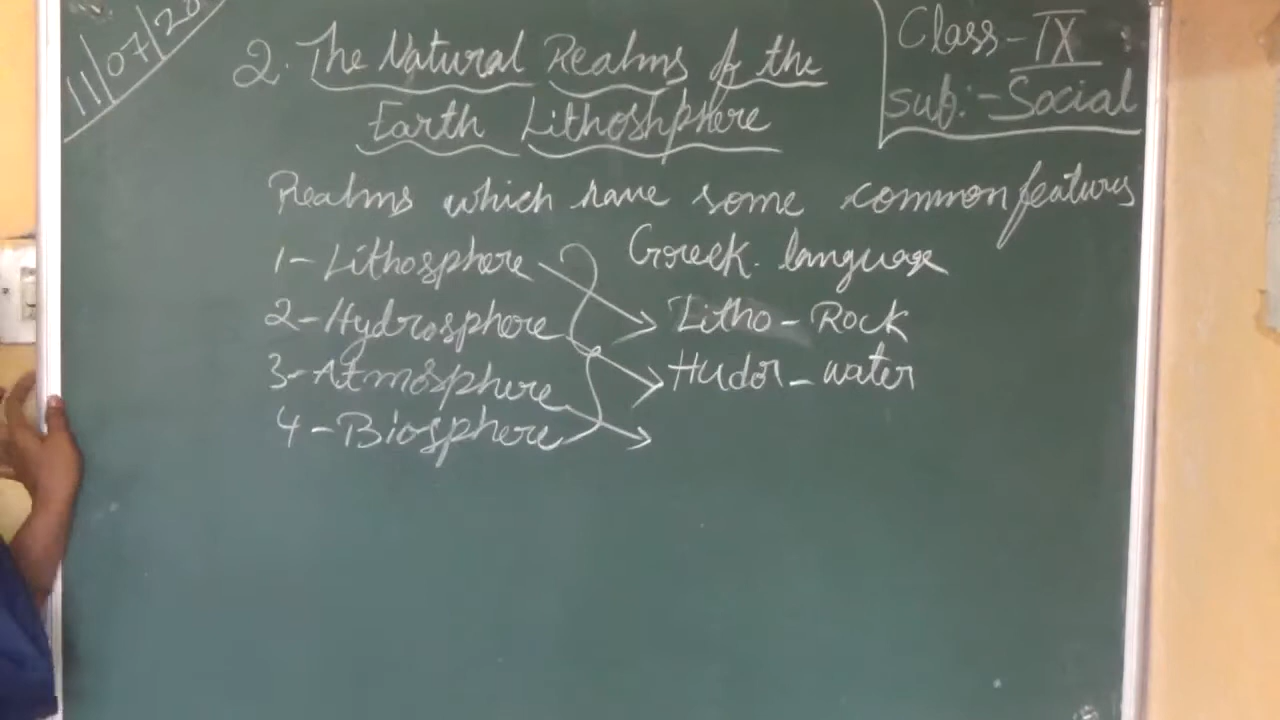 11/07/20
Class - IX
Sub:- Social
2. The Natural Realms of the
Earth Lithoshphere
Realms which have some common features
1- Lithosphere
2- Hydrosphere
3- Atmosphere
4- Biosphere
Greek. language
Litho - Rock
Hudor - water